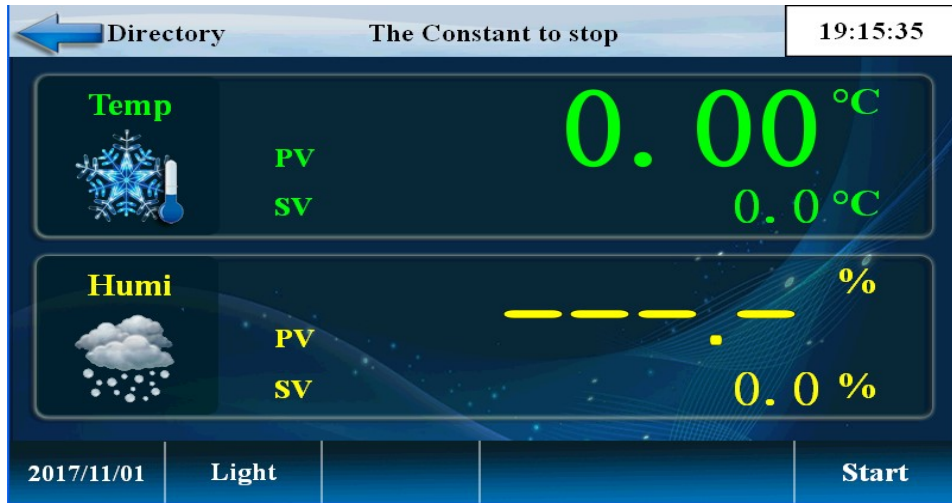 Directory The Constant to stop 19:15:35
Temp 0.00 °C
PV
SV 0.0 °C
Humi %
PV ----.-
SV 0.0 %
2017/11/01 Light Start